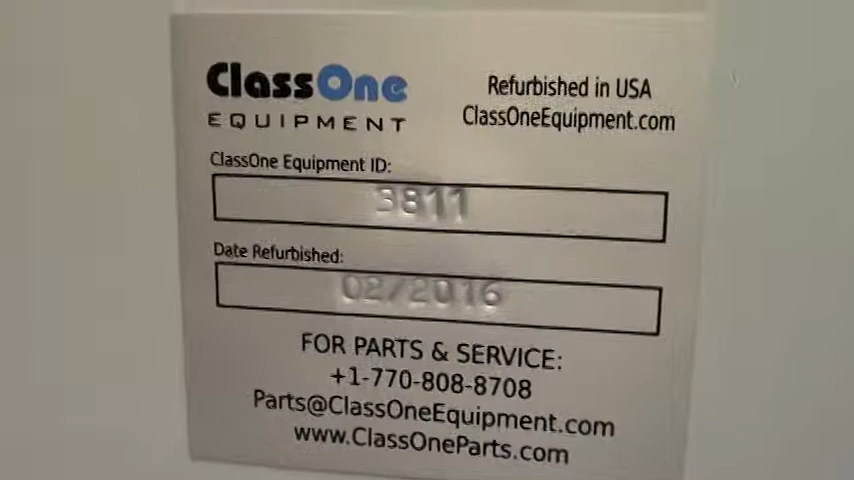 ClassOne
EQUIPMENT
Refurbished in USA
ClassOneEquipment.com
ClassOne Equipment ID:
3811
Date Refurbished:
02/2016
FOR PARTS & SERVICE:
+1-770-808-8708
Parts@ClassOneEquipment.com
www.ClassOneParts.com